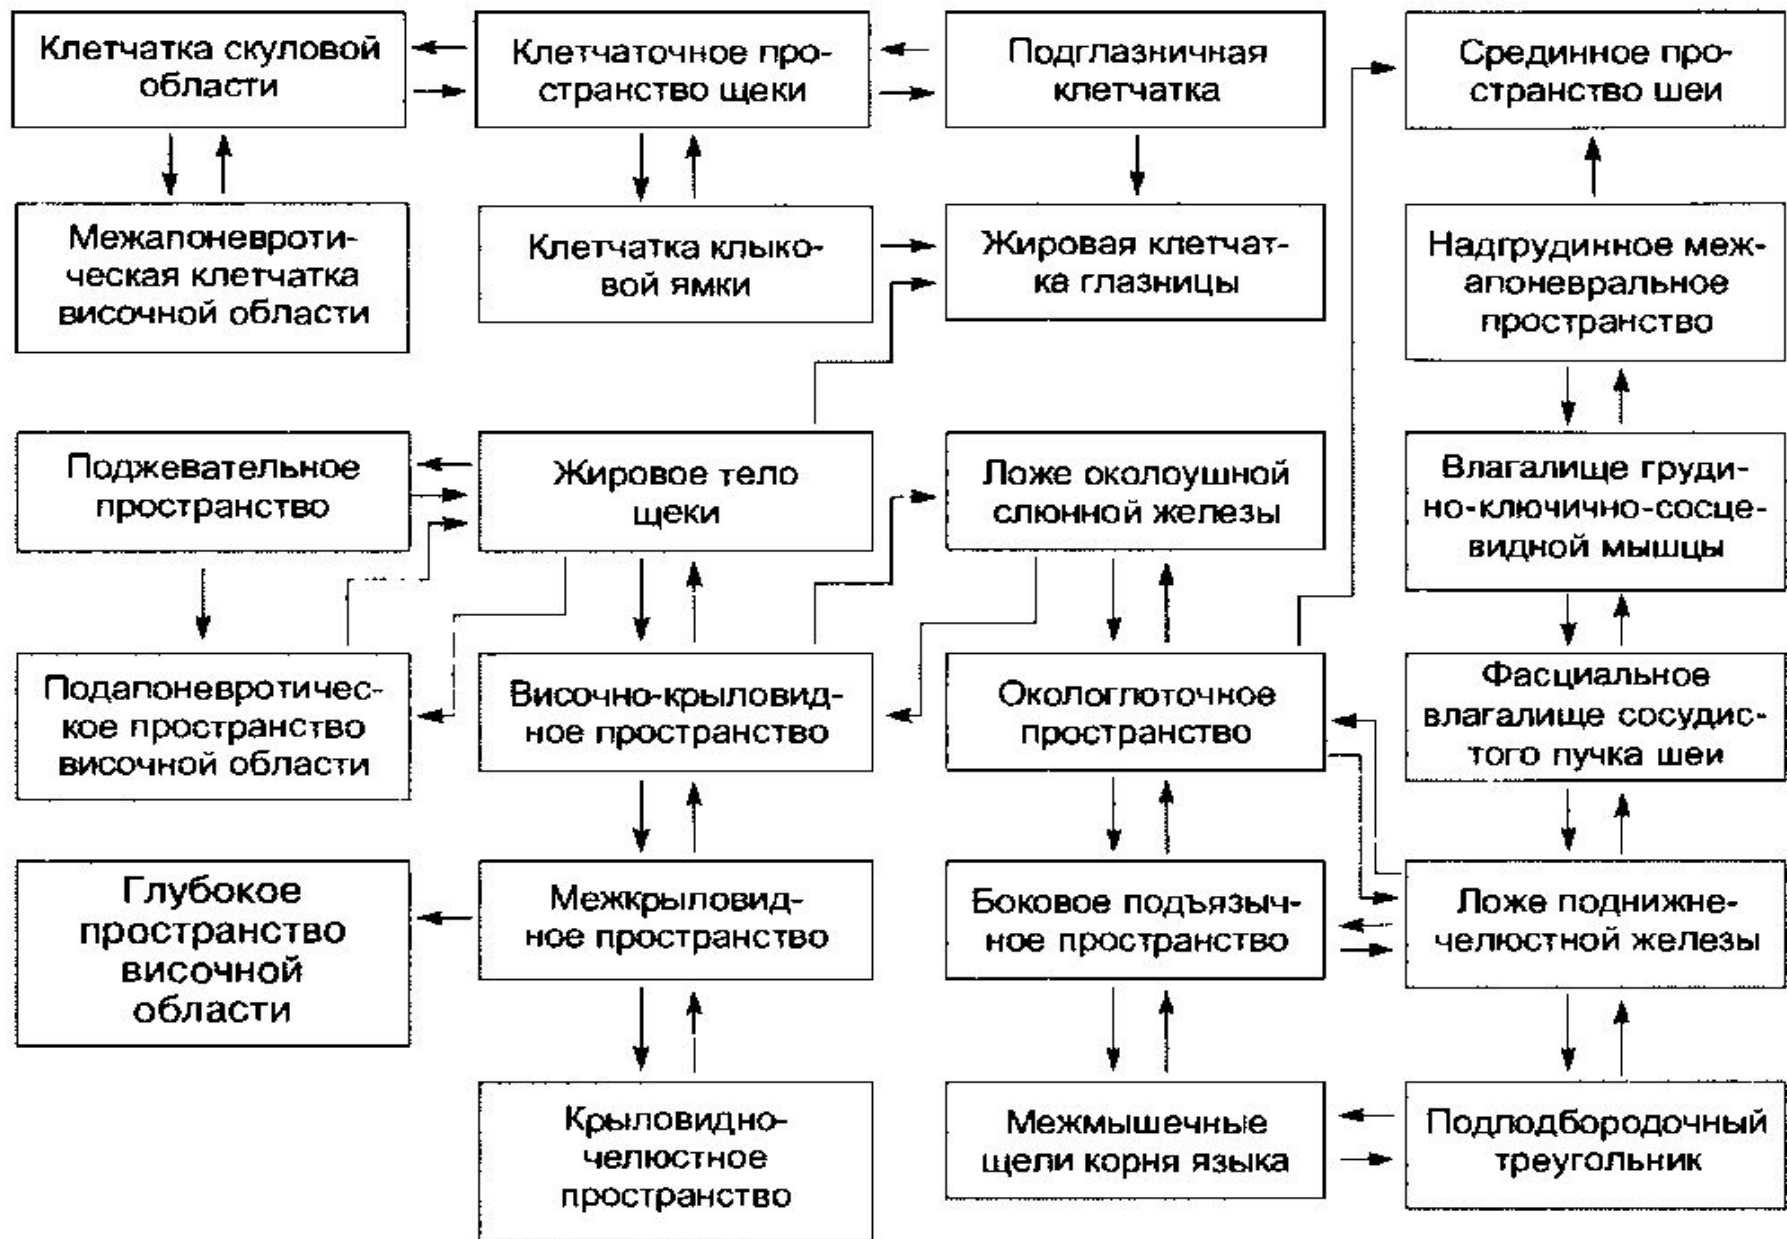 Клетчатка скуловой
области
Клетчаточное про-
странство щеки
Подглазничная
клетчатка
Срединное про-
странство шеи
Межапоневроти-
ческая клетчатка
височной области
Клетчатка клыко-
вой ямки
Жировая клетчат-
ка глазницы
Надгрудинное меж-
апоневральное
пространство
Поджевательное
пространство
Жировое тело
щеки
Ложе околоушной
слюнной железы
Влагалище груди-
но-ключично-сосце-
видной мышцы
Подапоневротичес-
кое пространство
височной области
Височно-крыловид-
ное пространство
Окологлоточное
пространство
Фасциальное
влагалище сосудис-
того пучка шеи
Глубокое
пространство
височной
области
Межкрыловид-
ное пространство
Боковое подъязыч-
ное пространство
Ложе поднижне-
челюстной железы
Крыловидно-
челюстное
пространство
Межмышечные
щели корня языка
Подподбородочный
треугольник